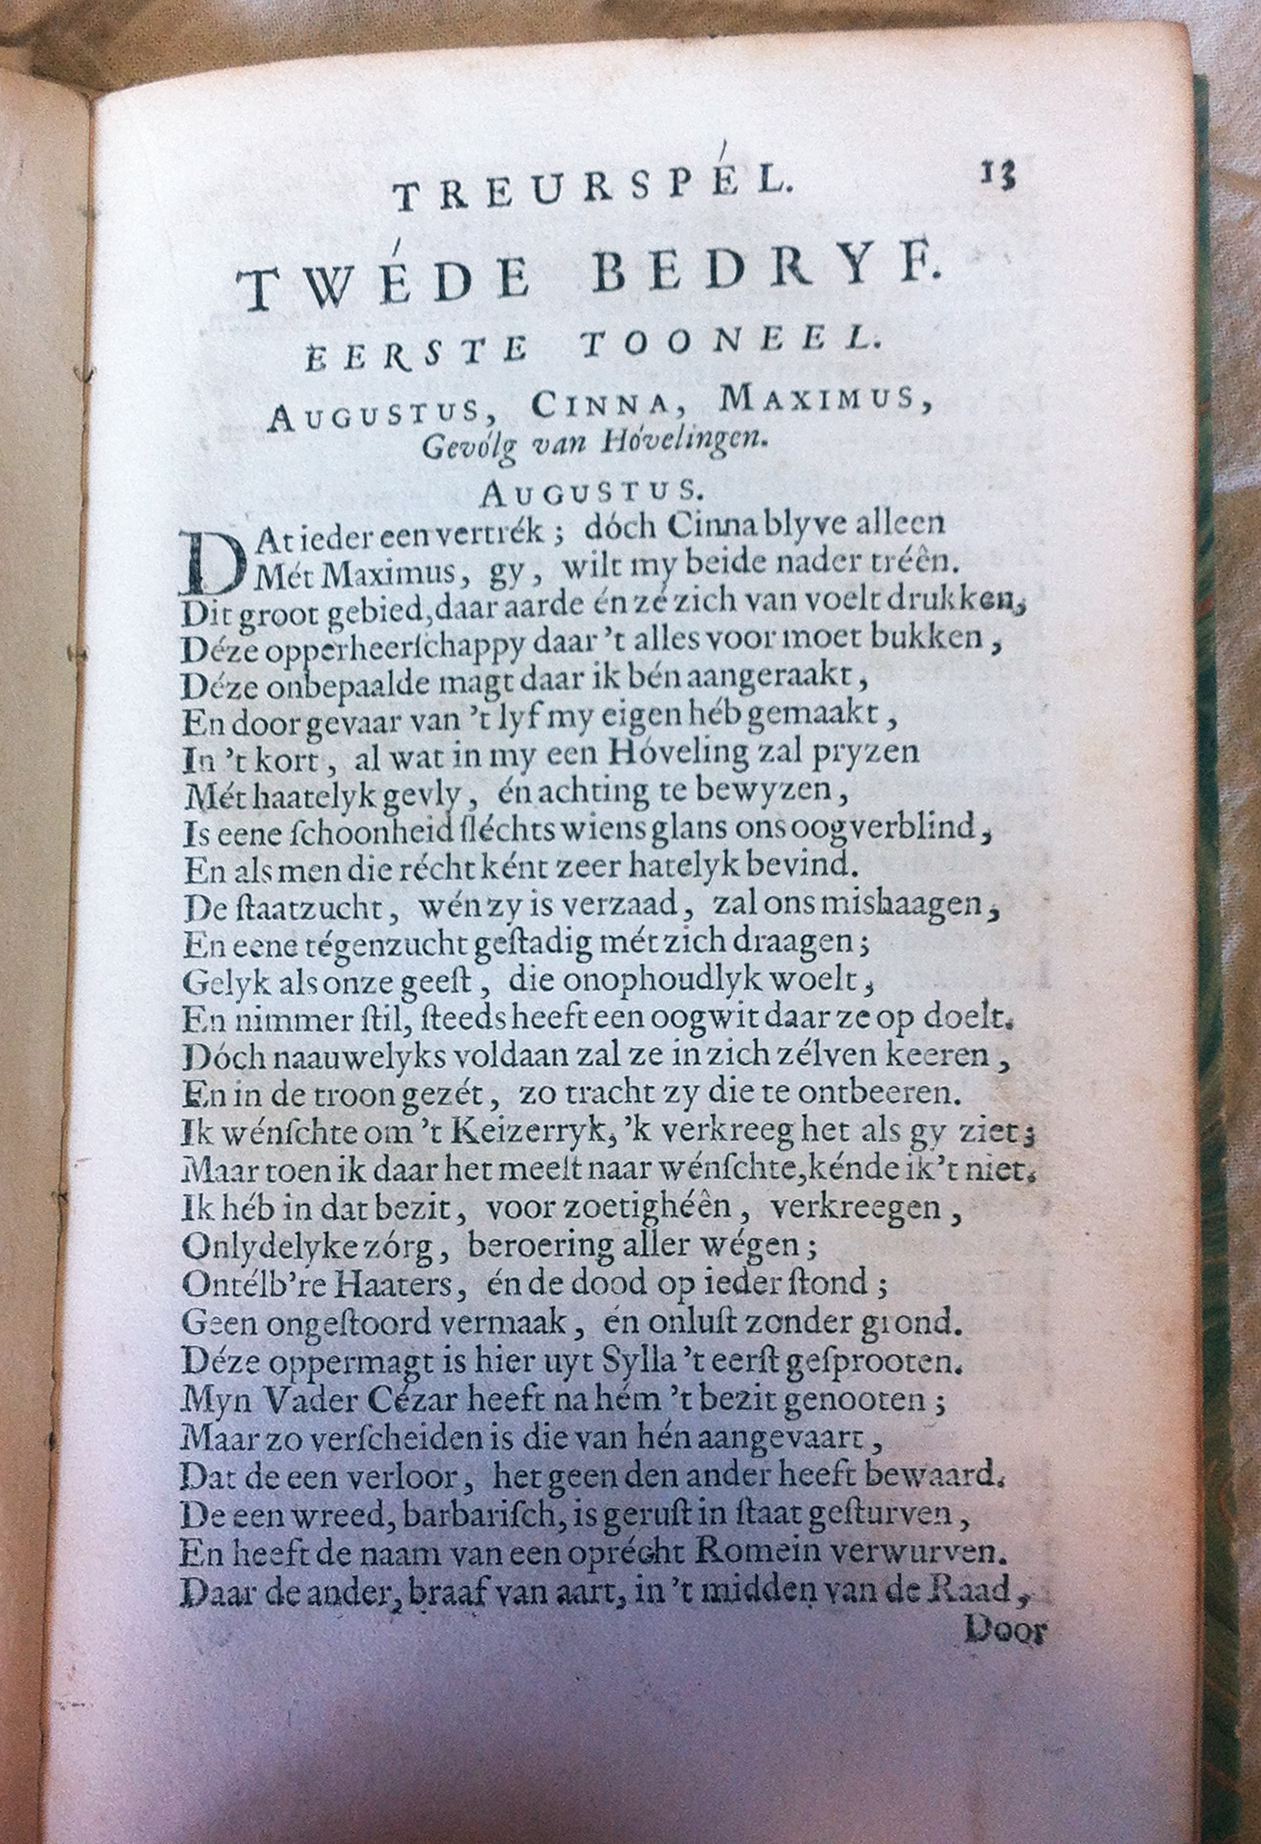 TREURSPÉL. 13
TWÉDE BEDRYF.
EERSTE TOONEEL.
AUGUSTUS, CINNA, MAXIMUS,
Gevólg van Hóvelingen.
AUGUSTUS.
DAt ieder een vertrék; dóch Cinna blyve alleen
Mét Maximus, gy, wilt my beide nader tréên.
Dit groot gebied, daar aarde én zé zich van voelt drukken,
Déze opperheerſchappy daar 't alles voor moet bukken,
Déze onbepaalde magt daar ik bén aangeraakt,
En door gevaar van 't lyf my eigen héb gemaakt,
In 't kort, al wat in my een Hóveling zal pryzen
Mét haatelyk gevly, én achting te bewyzen,
Is eene ſchoonheid ſléchts wiens glans ons oog verblind,
En als men die réchtként zeer hatelyk bevind.
De ſtaatzucht, wén zy is verzaad, zal ons mishaagen,
En eene tégenzucht geſtadig mét zich draagen;
Gelyk als onze geeſt, die onophoudlyk woelt,
En nimmer ſtil, ſteeds heeft een oogwit daar ze op doelt.
Dóch naauwelyks voldaan zal ze in zich zélven keeren,
En in de troon gezét, zo tracht zy die te ontbeeren.
Ik wénſchte om 't Keizerryk, 'k verkreeg het als gy ziet;
Maar toen ik daar het meeſt naar wénſchte, kénde ik 't niet.
Ik héb in dat bezit, voor zoetighéên, verkreegen,
Onlydelyke zórg, beroering aller wégen;
Ontélb're Haaters, én de dood op ieder ſtond;
Geen ongeſtoord vermaak, én onluſt zonder grond.
Déze oppermagt is hier uyt Sylla 't eerſt geſprooten.
Myn Vader Cézar heeft na hém 't bezit genooten;
Maar zo verſcheiden is die van hén aangevaart,
Dat de een verloor, het geen den ander heeft bewaard.
De een wreed, barbariſch, is geruſt in ſtaat geſturven,
En heeft de naam van een oprécht Romein verwurven.
Daar de ander, braaf van aart, in 't midden van de Raad,
Door